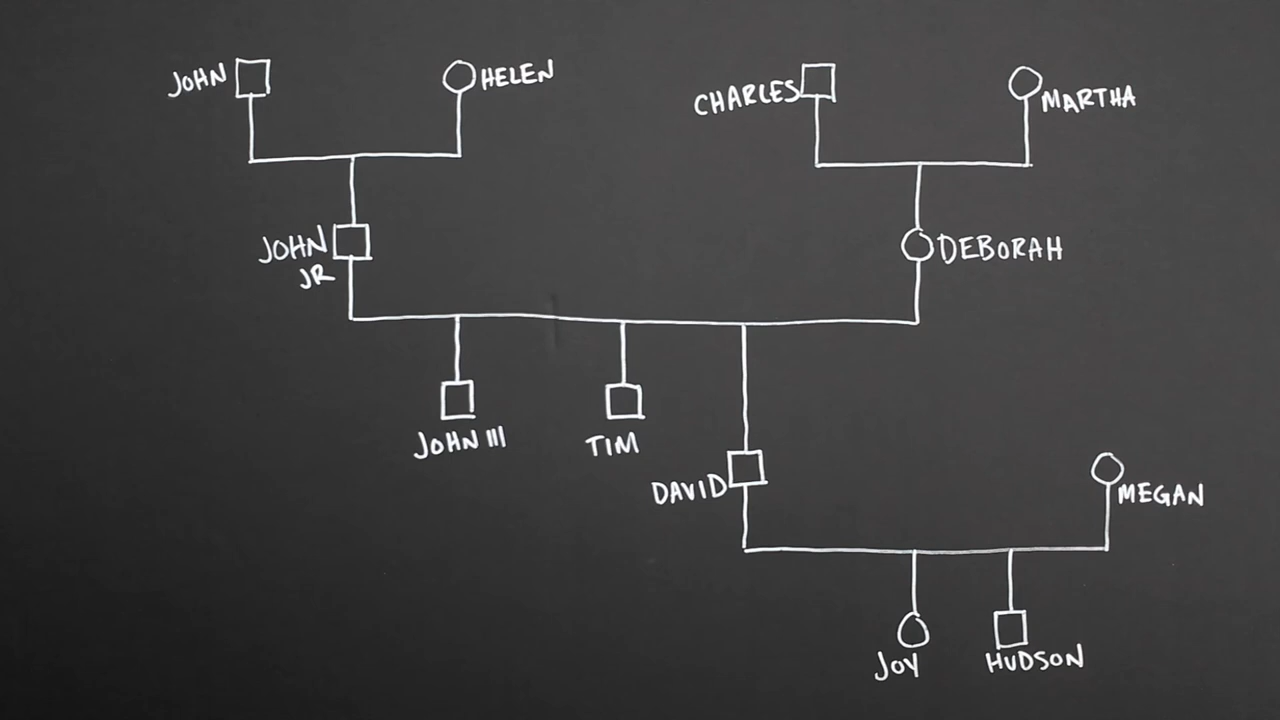 JOHN
HELEN
CHARLES
MARTHA
JOHN
JR
DEBORAH
JOHN III
TIM
DAVID
MEGAN
JOY
HUDSON